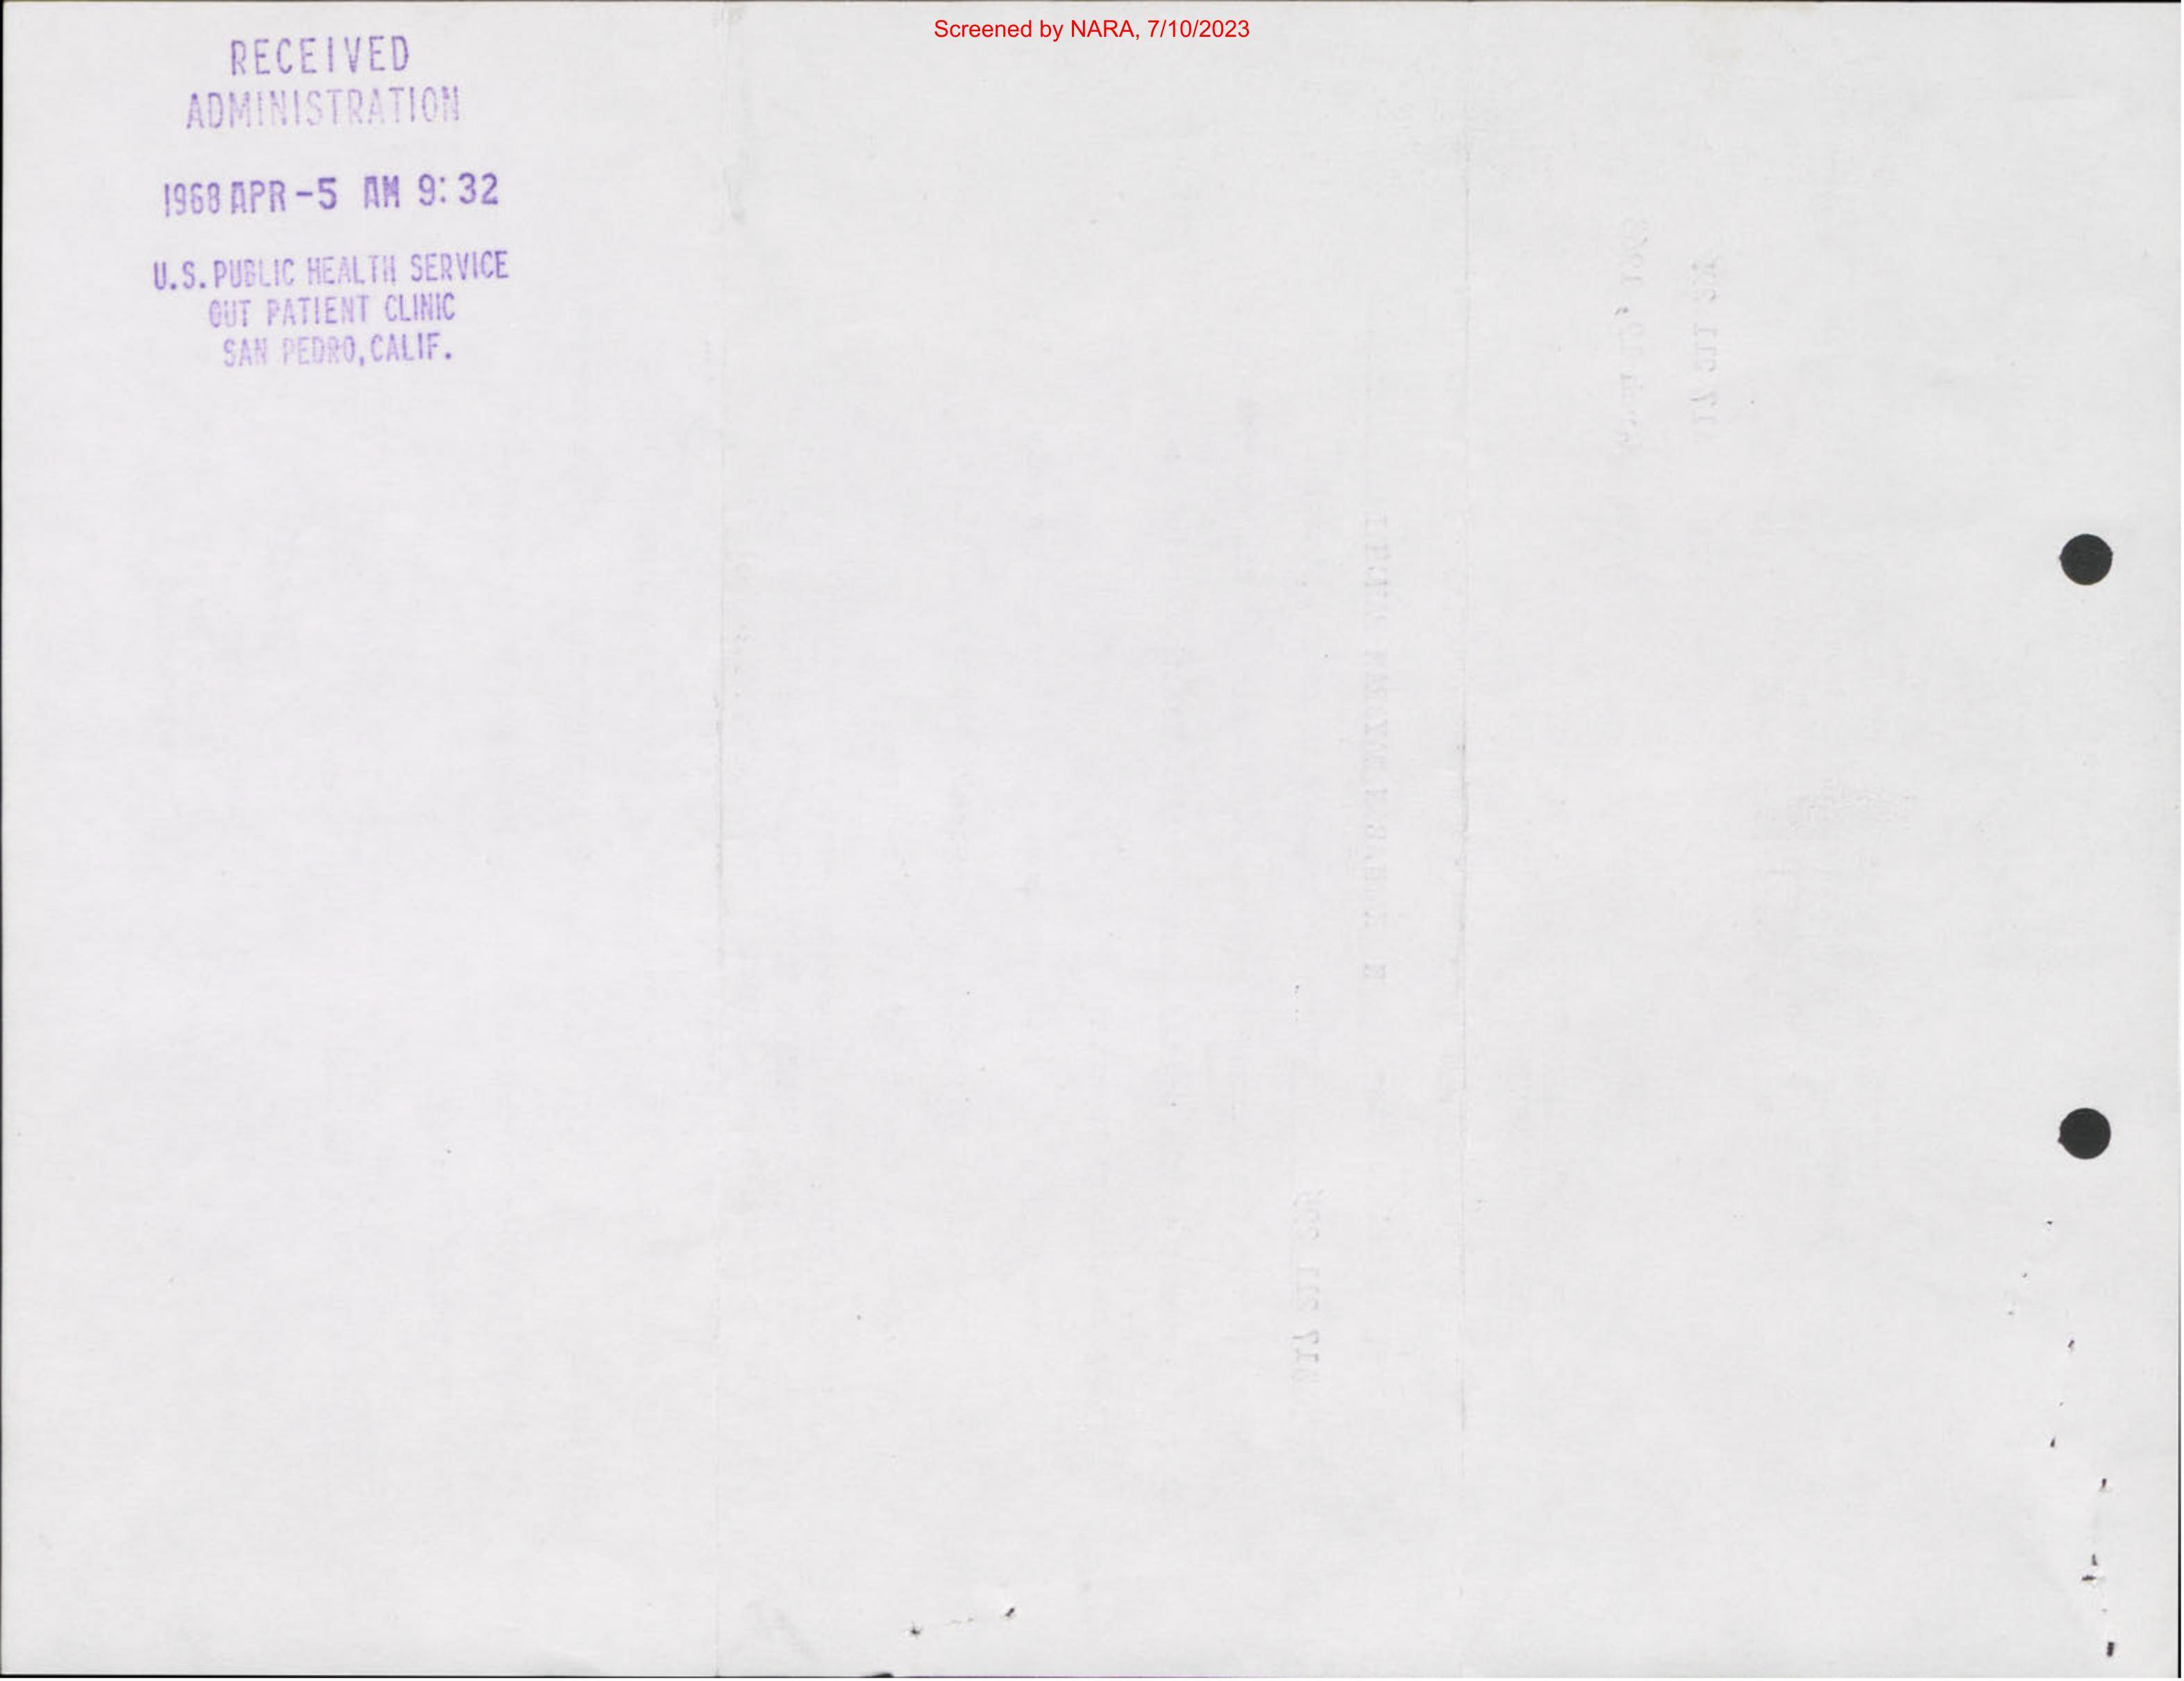 Screened by NARA, 7/10/2023
RECEIVED
ADMINISTRATION
1968 APR -5 AM 9:32
U.S. PUBLIC HEALTH SERVICE
OUT PATIENT CLINIC
SAN PEDRO, CALIF.